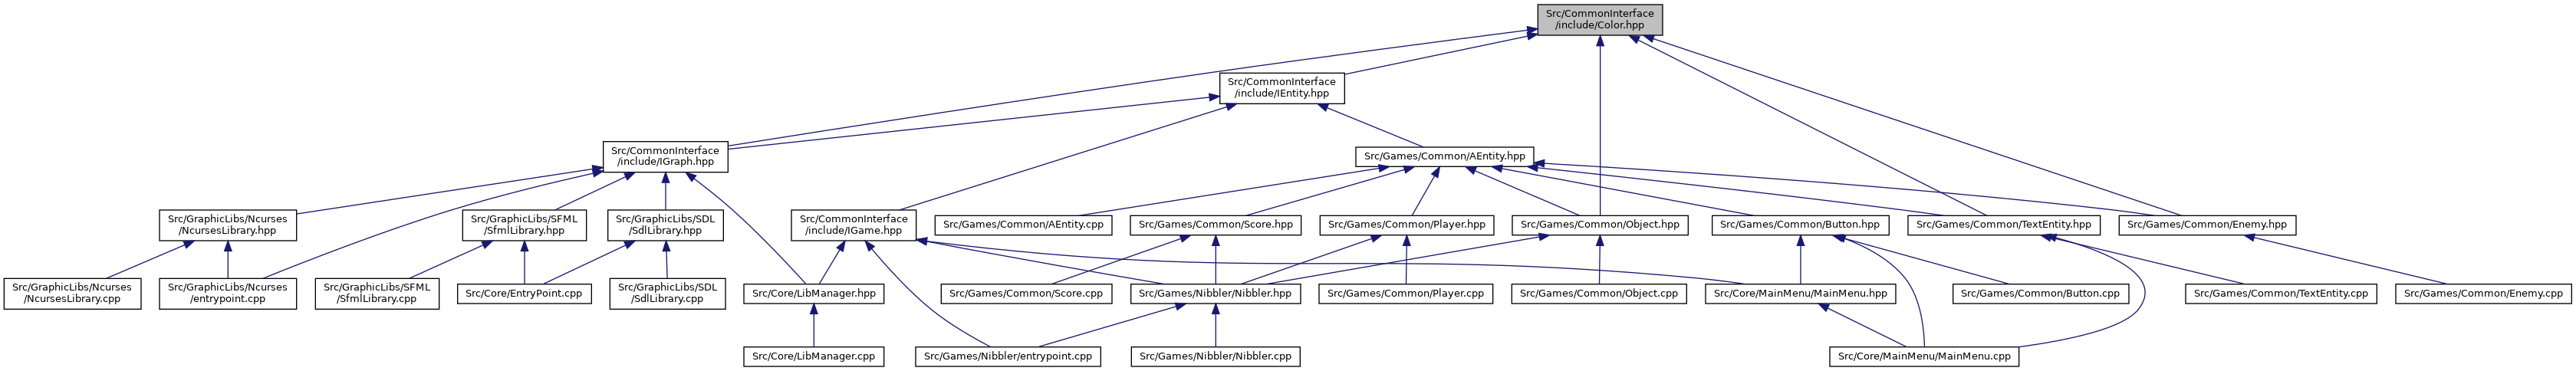 Src/CommonInterface
/include/Color.hpp
Src/CommonInterface
/include/IEntity.hpp
Src/CommonInterface
/include/IGraph.hpp
Src/Games/Common/AEntity.hpp
Src/GraphicLibs/Ncurses
/NcursesLibrary.hpp
Src/GraphicLibs/SFML
/SfmlLibrary.hpp
Src/GraphicLibs/SDL
/SdlLibrary.hpp
Src/CommonInterface
/include/IGame.hpp
Src/Games/Common/AEntity.cpp
Src/Games/Common/Score.hpp
Src/Games/Common/Player.hpp
Src/Games/Common/Object.hpp
Src/Games/Common/Button.hpp
Src/Games/Common/TextEntity.hpp
Src/Games/Common/Enemy.hpp
Src/GraphicLibs/Ncurses
/NcursesLibrary.cpp
Src/GraphicLibs/Ncurses
/entrypoint.cpp
Src/GraphicLibs/SFML
/SfmlLibrary.cpp
Src/Core/EntryPoint.cpp
Src/GraphicLibs/SDL
/SdlLibrary.cpp
Src/Core/LibManager.hpp
Src/Games/Common/Score.cpp
Src/Games/Nibbler/Nibbler.hpp
Src/Games/Common/Player.cpp
Src/Games/Common/Object.cpp
Src/Core/MainMenu/MainMenu.hpp
Src/Games/Common/Button.cpp
Src/Games/Common/TextEntity.cpp
Src/Games/Common/Enemy.cpp
Src/Core/LibManager.cpp
Src/Games/Nibbler/entrypoint.cpp
Src/Games/Nibbler/Nibbler.cpp
Src/Core/MainMenu/MainMenu.cpp